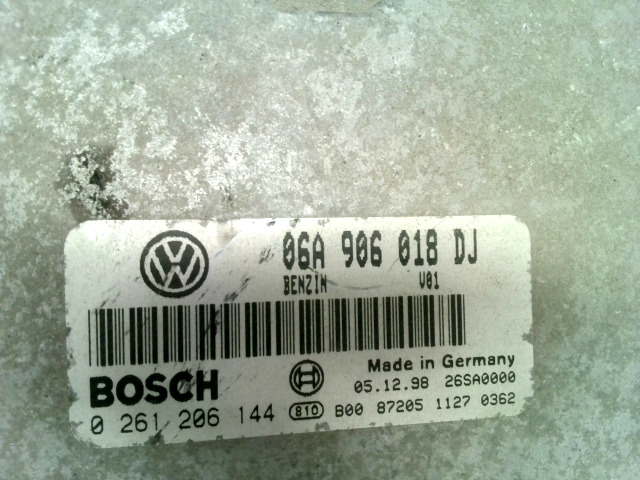 06A 906 018 DJ
BENZIN V01
Made in Germany
BOSCH 05.12.98 26SA0000
0 261 206 144 810 B00 87205 1127 0362